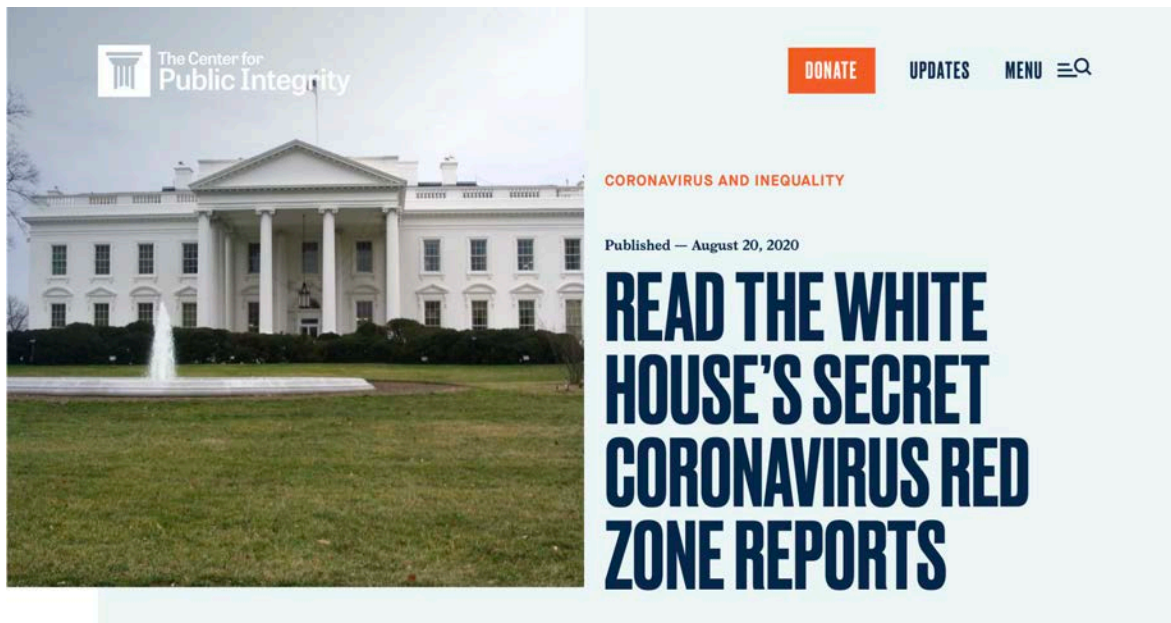 The Center for
Public Integrity
DONATE
UPDATES
MENU
CORONAVIRUS AND INEQUALITY
Published — August 20, 2020
READ THE WHITE
HOUSE’S SECRET
CORONAVIRUS RED
ZONE REPORTS